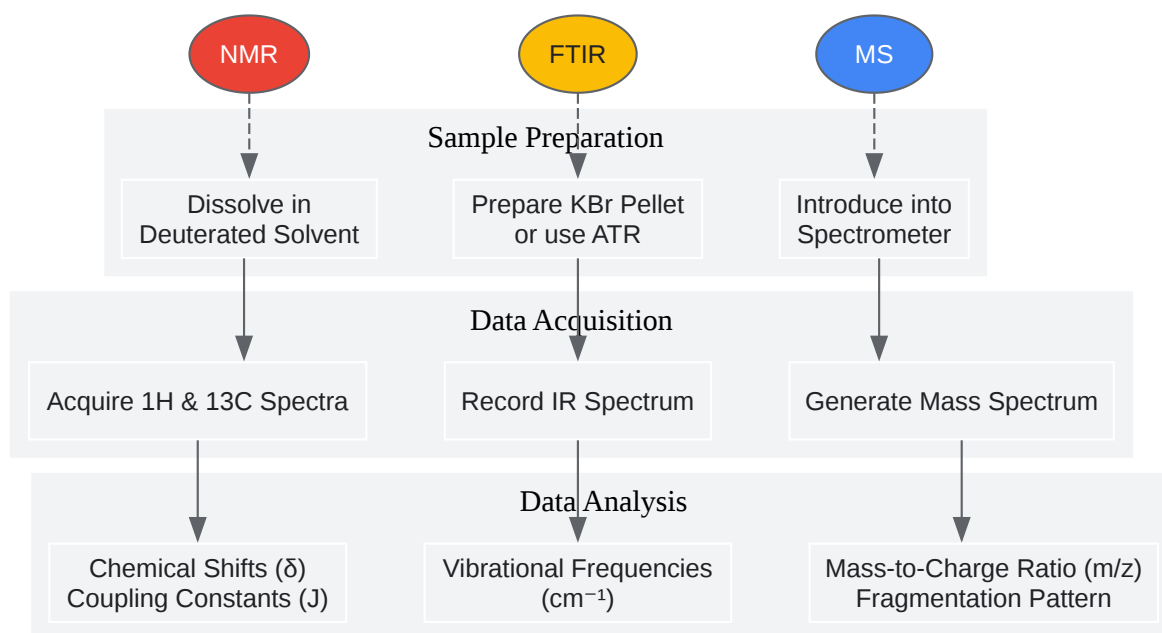 NMR
FTIR
MS
Sample Preparation
Dissolve in
Deuterated Solvent
Prepare KBr Pellet
or use ATR
Introduce into
Spectrometer
Data Acquisition
Acquire 1H & 13C Spectra
Record IR Spectrum
Generate Mass Spectrum
Data Analysis
Chemical Shifts (δ)
Coupling Constants (J)
Vibrational Frequencies
(cm⁻¹)
Mass-to-Charge Ratio (m/z)
Fragmentation Pattern